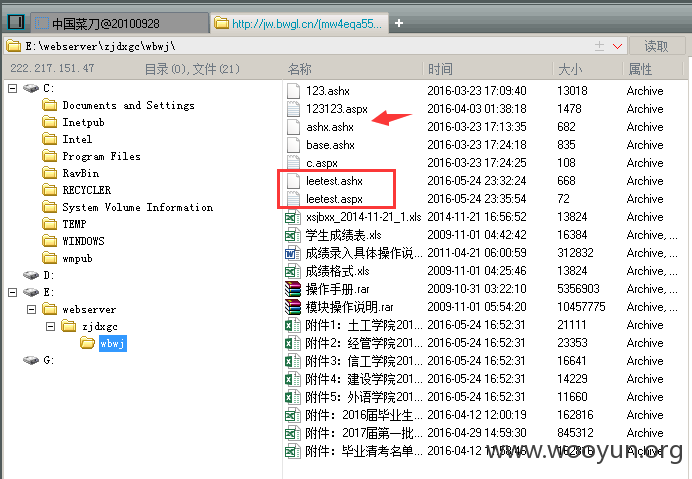 中国菜刀@20100928
http://jw.bwgl.cn/(mw4eqa55...
E:\webserver\zjdxgc\wbwj\
读取
222.217.151.47 目录(0),文件(21)
名称 时间 大小 属性
C:
Documents and Settings
Inetpub
Intel
Program Files
RavBin
RECYCLER
System Volume Information
TEMP
WINDOWS
wmpub
D:
E:
webserver
zjdxgc
wbwj
G:
123.ashx 2016-03-23 17:09:40 13018 Archive
123123.aspx 2016-04-03 01:38:18 1478 Archive
ashx.ashx 2016-03-23 17:13:35 682 Archive
base.ashx 2016-03-23 17:24:18 835 Archive
c.aspx 2016-03-23 17:24:25 108 Archive
leetest.ashx 2016-05-24 23:32:24 668 Archive
leetest.aspx 2016-05-24 23:35:54 72 Archive
xsjbxx_2014-11-21_1.xls 2014-11-21 16:56:52 13824 Archive
学生成绩表.xls 2009-11-01 04:42:42 16384 Archive
成绩录入具体操作说... 2011-04-21 06:00:59 312832 Archive
成绩格式.xls 2009-11-01 04:25:46 13824 Archive
操作手册.rar 2009-10-31 03:22:10 5356903 Archive
模块操作说明.rar 2009-11-01 05:54:20 10457775 Archive
附件1：土工学院201... 2016-05-24 16:52:31 21111 Archive
附件2：经管学院201... 2016-05-24 16:52:31 23353 Archive
附件3：信工学院201... 2016-05-24 16:52:31 16641 Archive
附件4：建设学院201... 2016-05-24 16:52:31 14229 Archive
附件5：外语学院201... 2016-05-24 16:52:31 11660 Archive
附件：2016届毕业生... 2016-04-12 12:00:19 162816 Archive
附件：2017届第一批... 2016-04-29 14:59:30 845312 Archive
附件：毕业清考名单... 2016-04-12 11:58:46 162816 Archive
www.wooyun.org